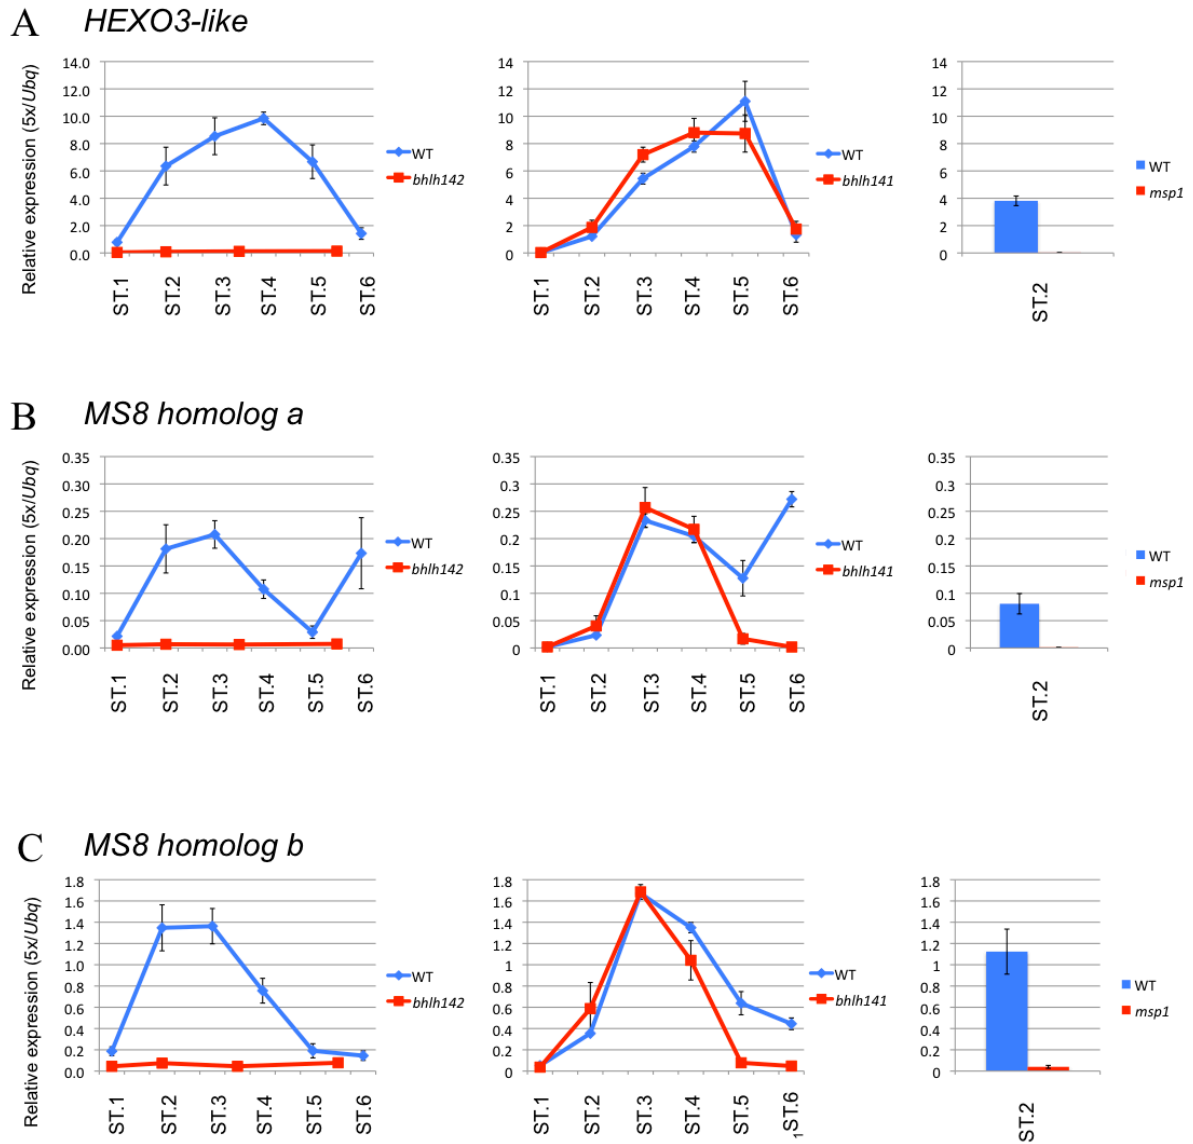 A HEXO3-like
Relative expression (5x/Ubq)
14.0
12.0
10.0
8.0
6.0
4.0
2.0
0.0
ST.1 ST.2 ST.3 ST.4 ST.5 ST.6
WT
bhlh142
14
12
10
8
6
4
2
0
ST.1 ST.2 ST.3 ST.4 ST.5 ST.6
WT
bhlh141
14
12
10
8
6
4
2
0
ST.2
WT
msp1
B MS8 homolog a
Relative expression (5x/Ubq)
0.35
0.30
0.25
0.20
0.15
0.10
0.05
0.00
ST.1 ST.2 ST.3 ST.4 ST.5 ST.6
WT
bhlh142
0.35
0.3
0.25
0.2
0.15
0.1
0.05
0
ST.1 ST.2 ST.3 ST.4 ST.5 ST.6
WT
bhlh141
0.35
0.30
0.25
0.20
0.15
0.10
0.05
0
ST.2
WT
msp1
C MS8 homolog b
Relative expression (5x/Ubq)
1.8
1.6
1.4
1.2
1.0
0.8
0.6
0.4
0.2
0.0
ST.1 ST.2 ST.3 ST.4 ST.5 ST.6
WT
bhlh142
1.8
1.6
1.4
1.2
1
0.8
0.6
0.4
0.2
0
ST.1 ST.2 ST.3 ST.4 ST.5 1ST.6
WT
bhlh141
1.8
1.6
1.4
1.2
1
0.8
0.6
0.4
0.2
0
ST.2
WT
msp1